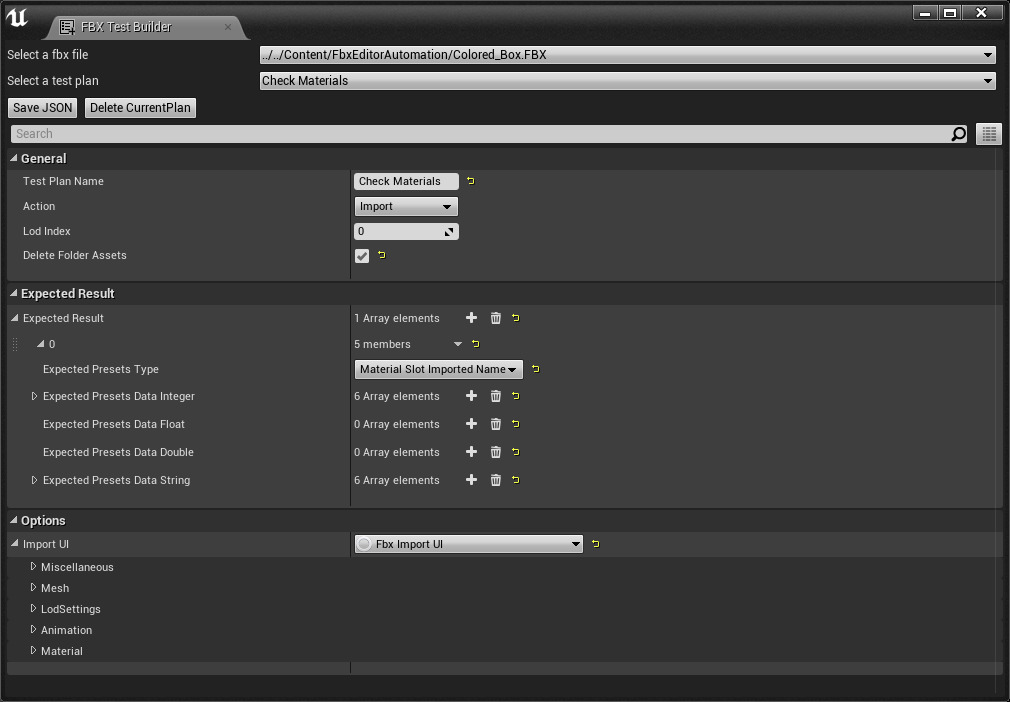 FBX Test Builder
Select a fbx file ../../Content/FbxEditorAutomation/Colored_Box.FBX
Select a test plan Check Materials
Save JSON Delete CurrentPlan
Search
General
Test Plan Name Check Materials
Action Import
Lod Index 0
Delete Folder Assets
Expected Result
Expected Result 1 Array elements
0 5 members
Expected Presets Type Material Slot Imported Name
Expected Presets Data Integer 6 Array elements
Expected Presets Data Float 0 Array elements
Expected Presets Data Double 0 Array elements
Expected Presets Data String 6 Array elements
Options
Import UI Fbx Import UI
Miscellaneous
Mesh
LodSettings
Animation
Material